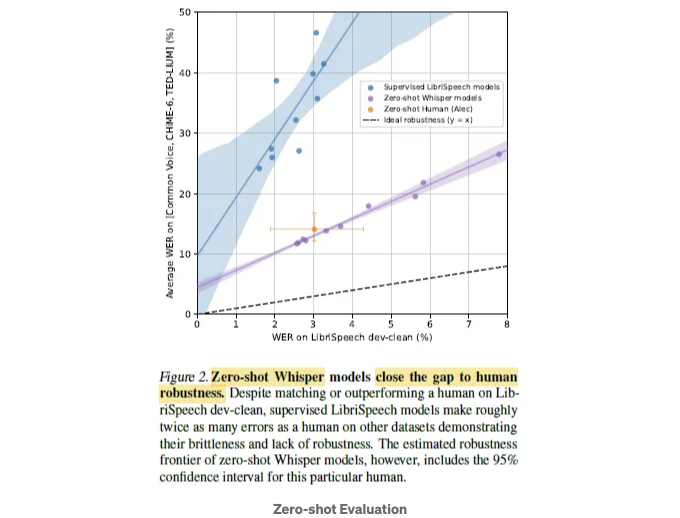 50
40
30
20
10
0
Average WER on [Common Voice, CHiME-6, TED-LIUM] (%)
Supervised LibriSpeech models
Zero-shot Whisper models
Zero-shot Human (Alec)
Ideal robustness (y = x)
0 1 2 3 4 5 6 7 8
WER on LibriSpeech dev-clean (%)
Figure 2. Zero-shot Whisper models close the gap to human
robustness. Despite matching or outperforming a human on Lib-
riSpeech dev-clean, supervised LibriSpeech models make roughly
twice as many errors as a human on other datasets demonstrating
their brittleness and lack of robustness. The estimated robustness
frontier of zero-shot Whisper models, however, includes the 95%
confidence interval for this particular human.
Zero-shot Evaluation